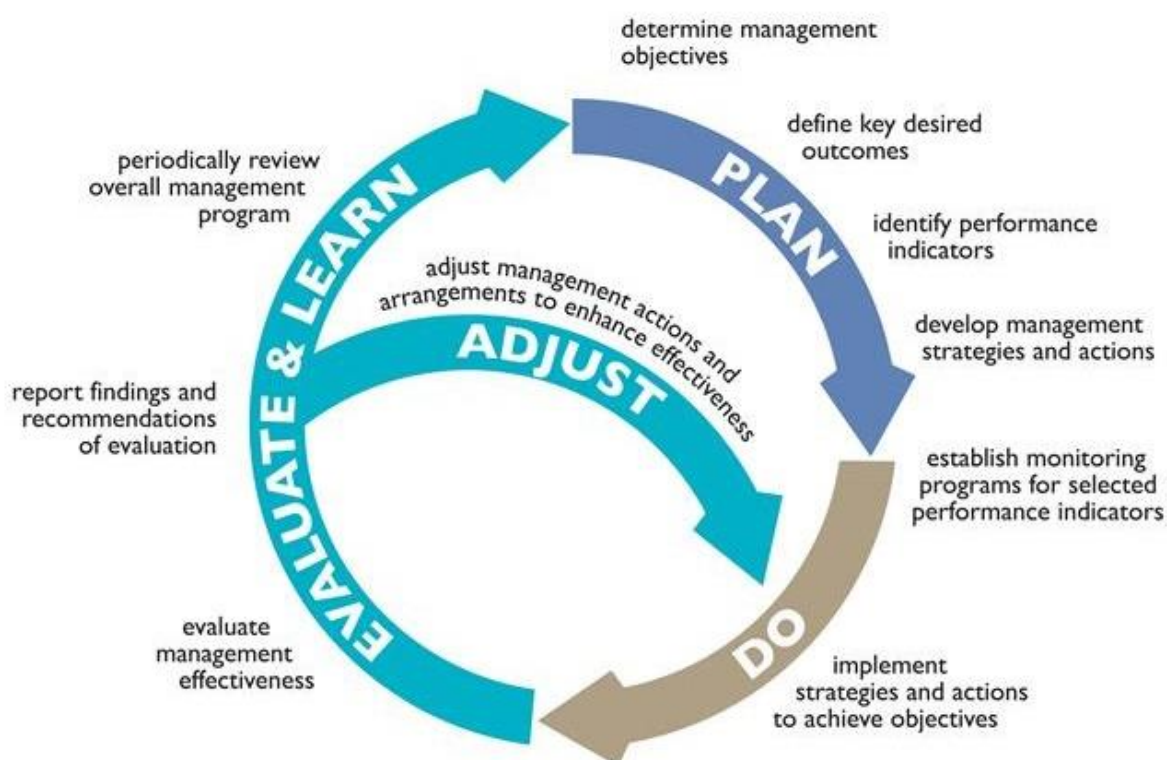 determine management
objectives
define key desired
outcomes
PLAN
identify performance
indicators
develop management
strategies and actions
establish monitoring
programs for selected
performance indicators
DO
implement
strategies and actions
to achieve objectives
evaluate
management
effectiveness
EVALUATE & LEARN
report findings and
recommendations
of evaluation
periodically review
overall management
program
adjust management actions and
arrangements to enhance effectiveness
ADJUST